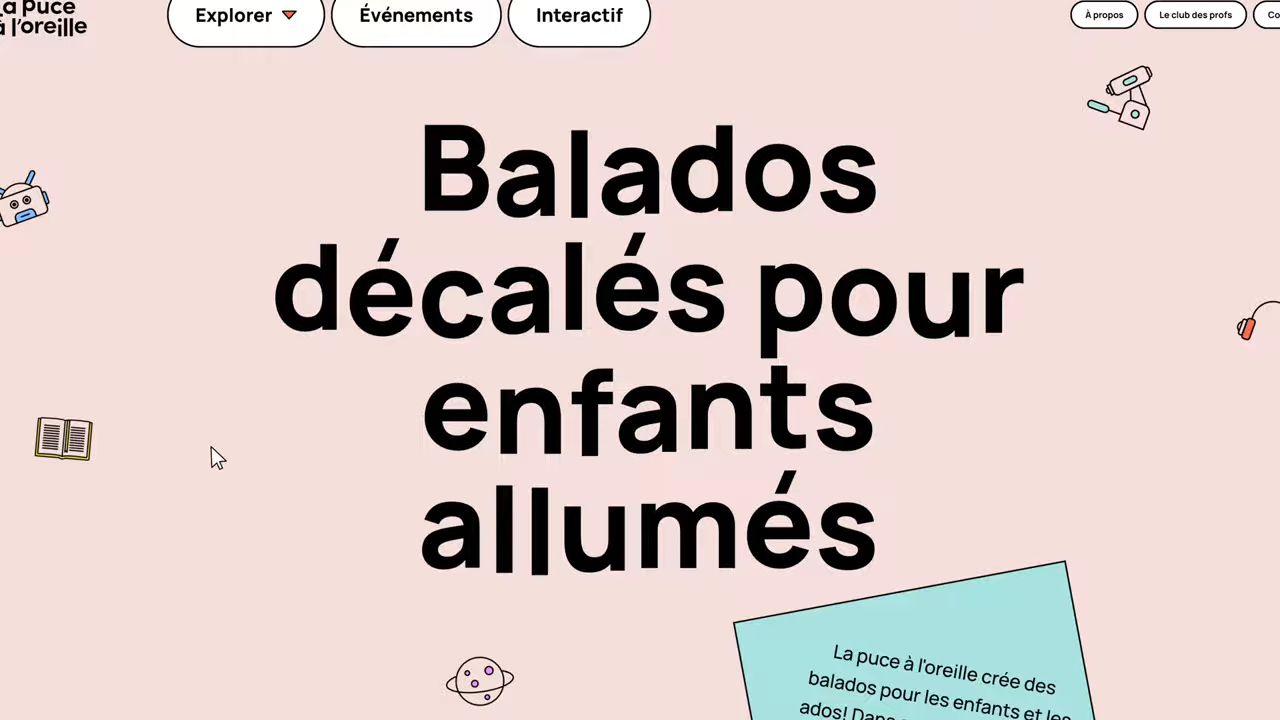 La puce
à l'oreille
Explorer
Événements
Interactif
À propos
Le club des profs
Balados
décalés pour
enfants
allumés
La puce à l'oreille crée des
balados pour les enfants et les
ados!